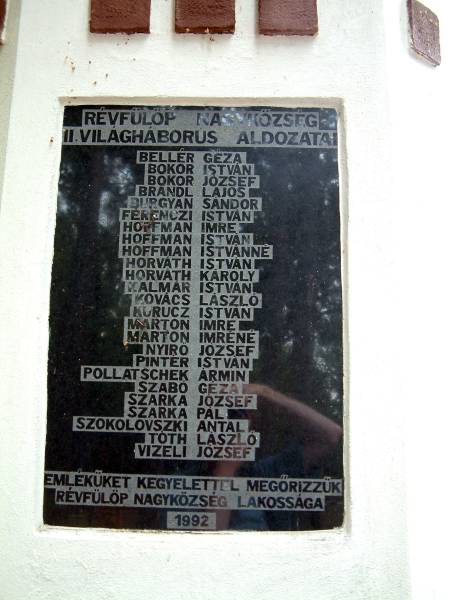 RÉVFÜLÖP NAGYKÖZSÉG
II.VILÁGHÁBORUS ÁLDOZATAI
BELLÉR GÉZA
BOKOR ISTVÁN
BOKOR JÓZSEF
BRANDL LAJOS
BURGYÁN SÁNDOR
FERENCZI ISTVÁN
HOFFMAN IMRE
HOFFMAN ISTVÁN
HOFFMAN ISTVÁNNÉ
HORVÁTH ISTVÁN
HORVÁTH KÁROLY
KALMÁR ISTVÁN
KOVÁCS LÁSZLÓ
KURUCZ ISTVÁN
MÁRTON IMRE
MÁRTON IMRÉNÉ
NYIRŐ JÓZSEF
PINTÉR ISTVÁN
POLLATSCHEK ÁRMIN
SZABÓ GÉZA
SZARKA JÓZSEF
SZARKA PÁL
SZOKOLOVSZKI ANTAL
TÓTH LÁSZLÓ
VIZELI JÓZSEF
EMLÉKÜKET KEGYELETTEL MEGŐRIZZÜK
RÉVFÜLÖP NAGYKÖZSÉG LAKOSSÁGA
1992